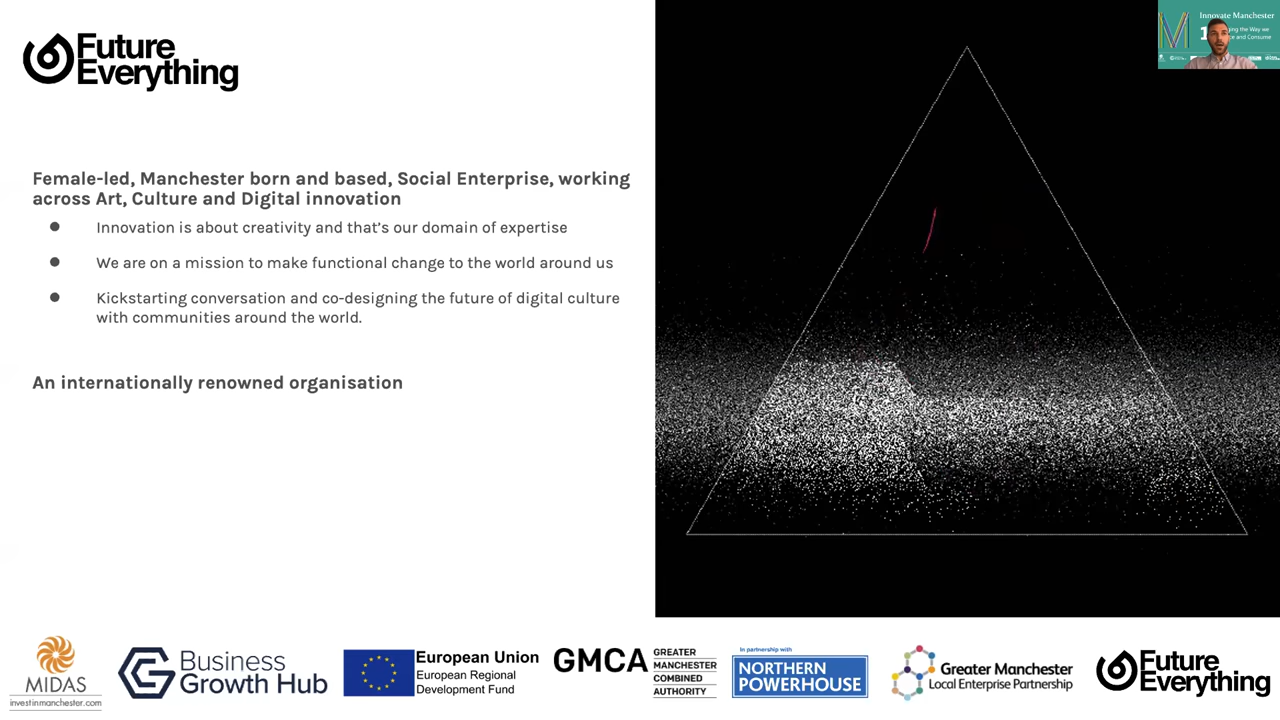 Future
Everything
Innovate Manchester
Female-led, Manchester born and based, Social Enterprise, working
across Art, Culture and Digital innovation
● Innovation is about creativity and that's our domain of expertise
● We are on a mission to make functional change to the world around us
● Kickstarting conversation and co-designing the future of digital culture
with communities around the world.
An internationally renowned organisation
MIDAS
investinmanchester.com
Business
Growth Hub
European Union
European Regional
Development Fund
GMCA
GREATER
MANCHESTER
COMBINED
AUTHORITY
In partnership with
NORTHERN
POWERHOUSE
Greater Manchester
Local Enterprise Partnership
Future
Everything